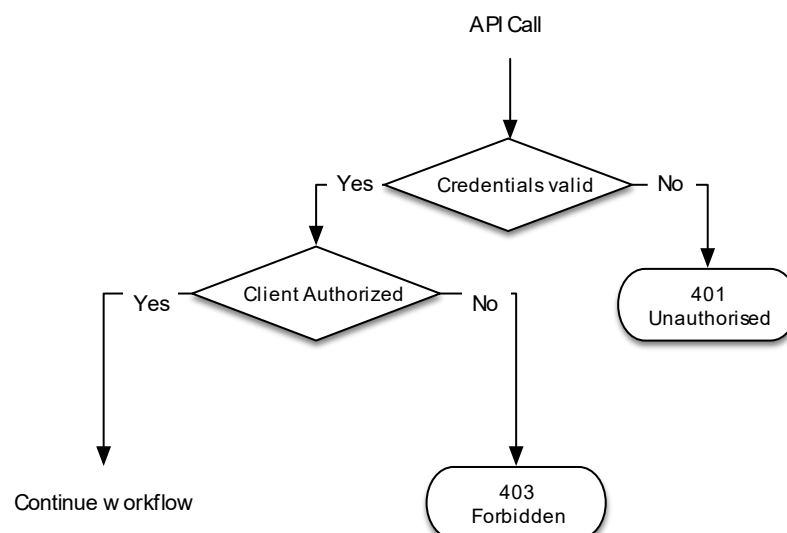 API Call
Yes
Credentials valid
No
Yes
Client Authorized
No
401
Unauthorised
Continue workflow
403
Forbidden